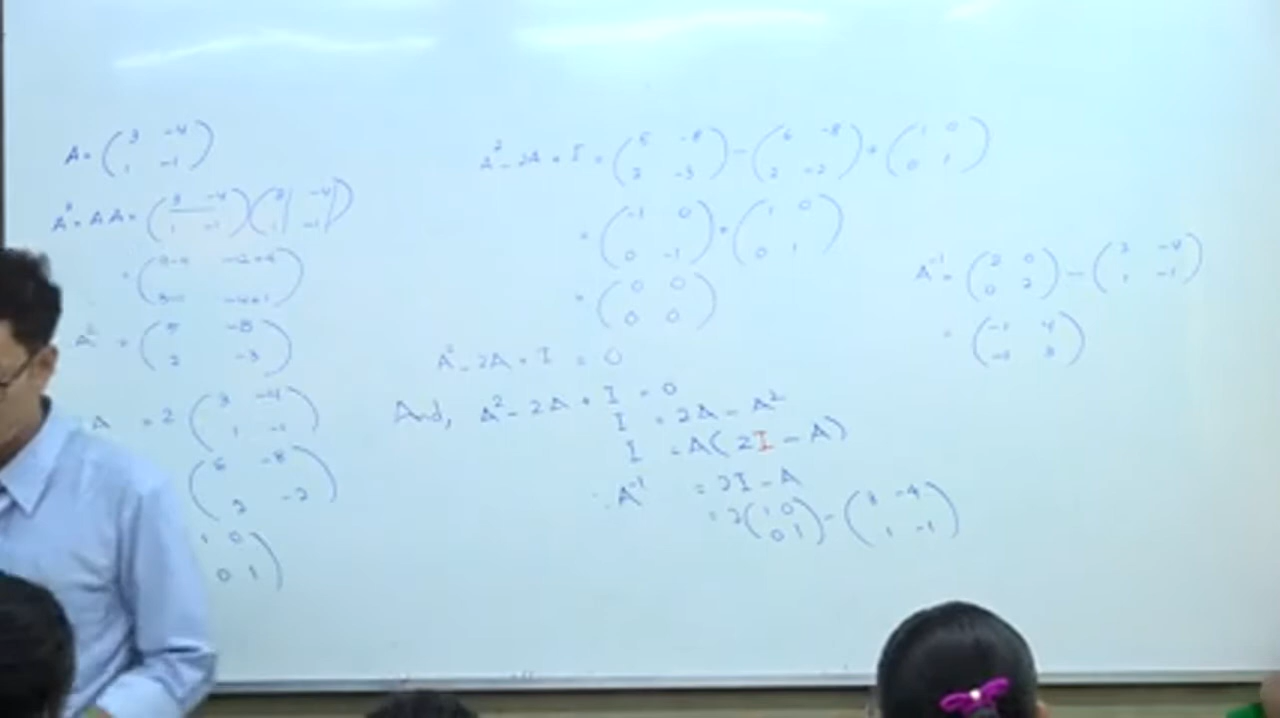 A = ( 3 -4
1 -1 )
A² = AA = ( 3 -4
1 -1 ) ( 3 -4
1 -1 )
= ( 9-4 -12+4
3-1 -4+1 )
A² = ( 5 -8
2 -3 )
A = 2 ( 3 -4
1 -1 )
( 6 -8
2 -2 )
1 0
0 1 )
A² - 2A + I = ( 5 -8
2 -3 ) - ( 6 -8
2 -2 ) + ( 1 0
0 1 )
= ( -1 0
0 -1 ) + ( 1 0
0 1 )
= ( 0 0
0 0 )
A² - 2A + I = 0
And, A² - 2A + I = 0
I = 2A - A²
I = A( 2I - A )
∴ A⁻¹ = 2I - A
= 2( 1 0
0 1 ) - ( 3 -4
1 -1 )
A⁻¹ = ( 2 0
0 2 ) - ( 3 -4
1 -1 )
= ( -1 4
3 )